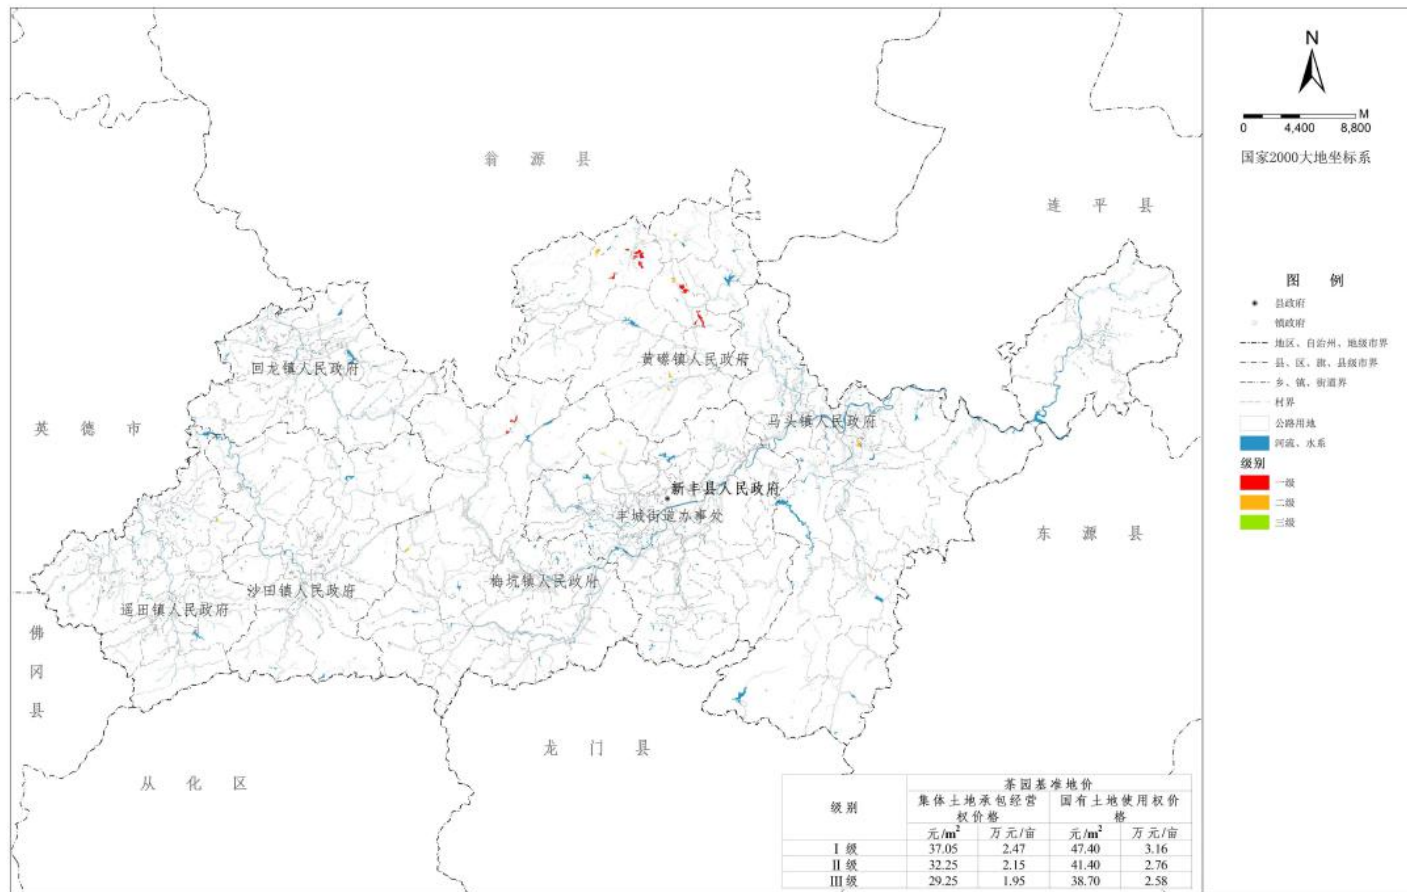 N
M
0 4,400 8,800
国家2000大地坐标系
翁源县
连平县
图例
县政府
镇政府
地区、自治州、地级市界
县、区、旗、县级市界
乡、镇、街道界
村界
公路用地
河流、水系
级别
一级
二级
三级
黄磜镇人民政府
回龙镇人民政府
马头镇人民政府
英德市
新丰县人民政府
丰城街道办事处
东源县
梅坑镇人民政府
沙田镇人民政府
遥田镇人民政府
佛冈县
龙门县
从化区
级别 茶园基准地价
集体土地承包经营权价格 国有土地使用权价格
元/m² 万元/亩 元/m² 万元/亩
Ⅰ级 37.05 2.47 47.40 3.16
Ⅱ级 32.25 2.15 41.40 2.76
Ⅲ级 29.25 1.95 38.70 2.58